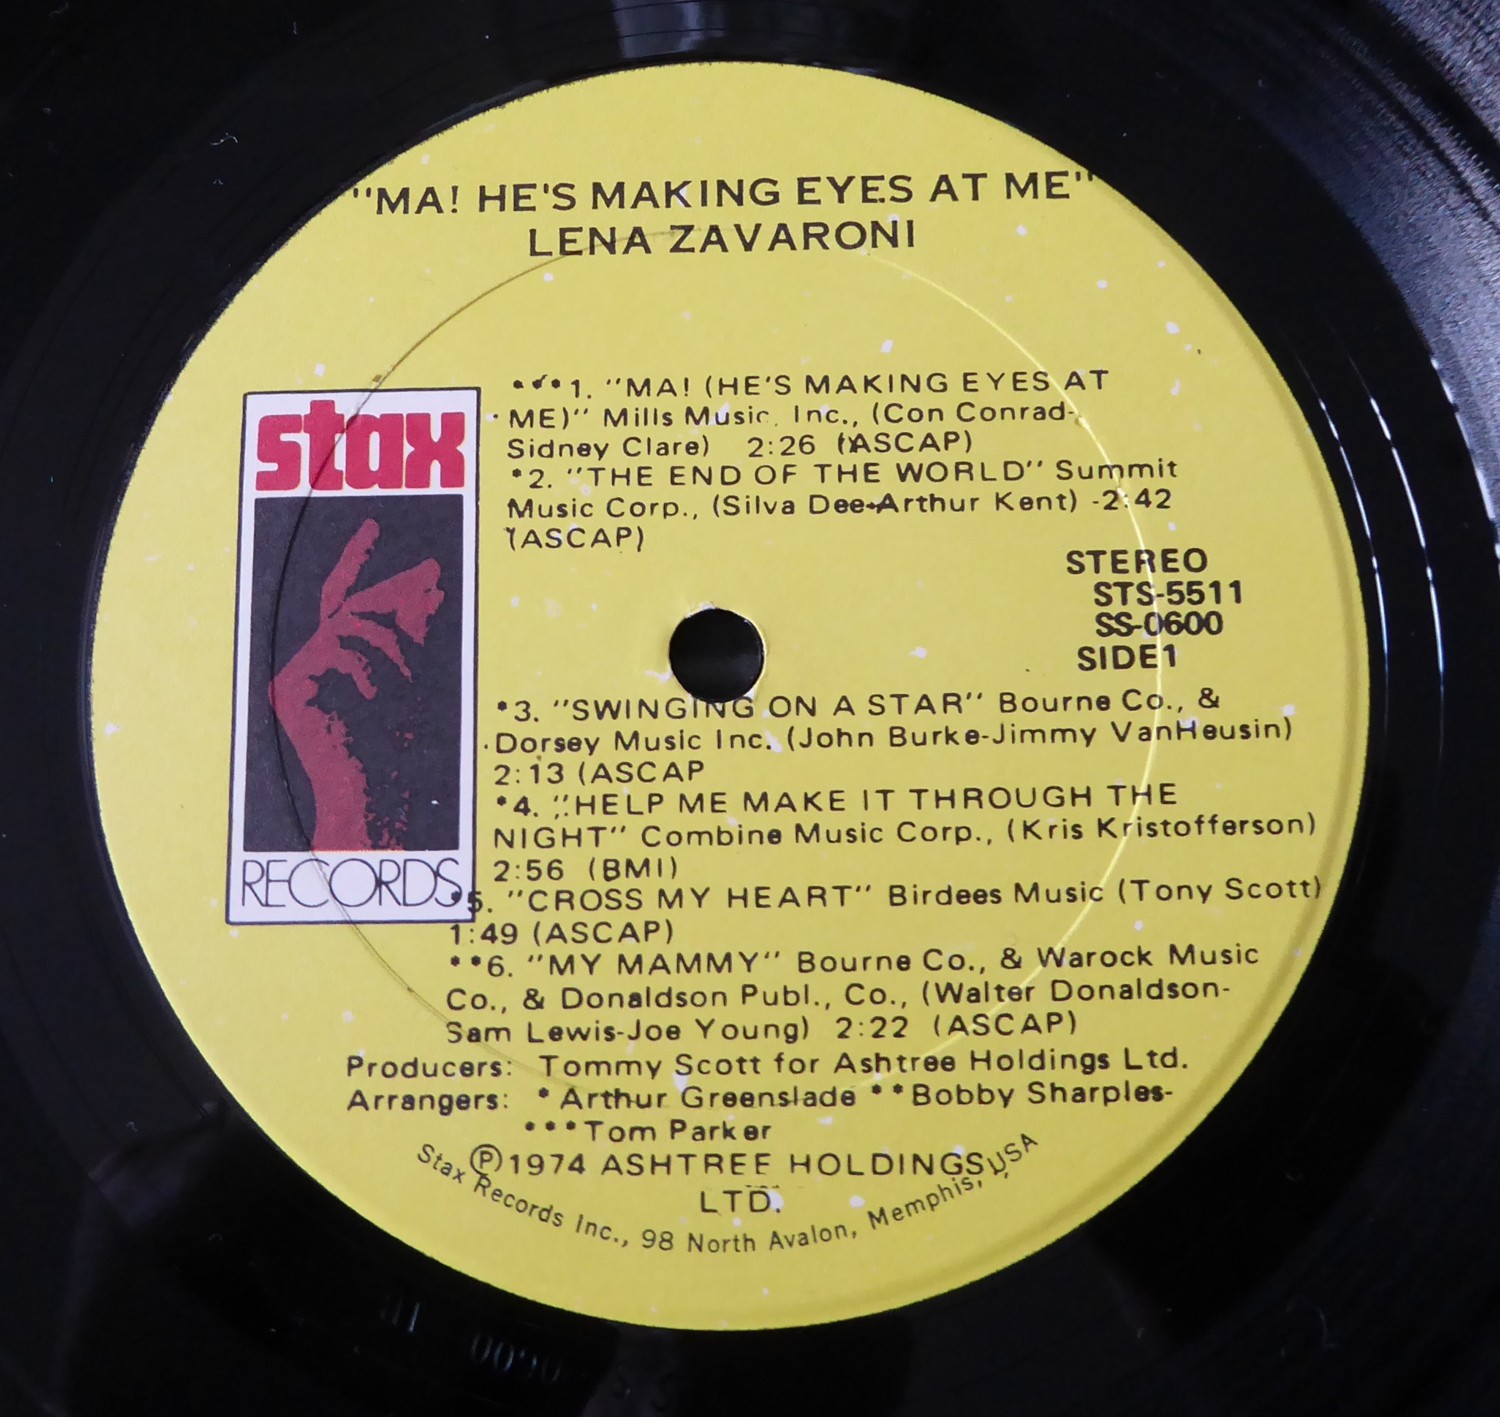 "MA! HE'S MAKING EYES AT ME"
LENA ZAVARONI
stax
RECORDS
***1. "MA! (HE'S MAKING EYES AT
ME)" Mills Music, Inc., (Con Conrad-
Sidney Clare) 2:26 (ASCAP)
*2. "THE END OF THE WORLD" Summit
Music Corp., (Silva Dee-Arthur Kent) -2:42
(ASCAP)
STEREO
STS-5511
SS-0600
SIDE1
*3. "SWINGING ON A STAR" Bourne Co., &
Dorsey Music Inc. (John Burke-Jimmy VanHeusin)
2:13 (ASCAP
*4. "HELP ME MAKE IT THROUGH THE
NIGHT" Combine Music Corp., (Kris Kristofferson)
2:56 (BMI)
*5. "CROSS MY HEART" Birdees Music (Tony Scott)
1:49 (ASCAP)
**6. "MY MAMMY" Bourne Co., & Warock Music
Co., & Donaldson Publ., Co., (Walter Donaldson-
Sam Lewis-Joe Young) 2:22 (ASCAP)
Producers: Tommy Scott for Ashtree Holdings Ltd.
Arrangers: *Arthur Greenslade **Bobby Sharples-
***Tom Parker
℗1974 ASHTREE HOLDINGS
LTD.
Stax Records Inc., 98 North Avalon, Memphis, USA